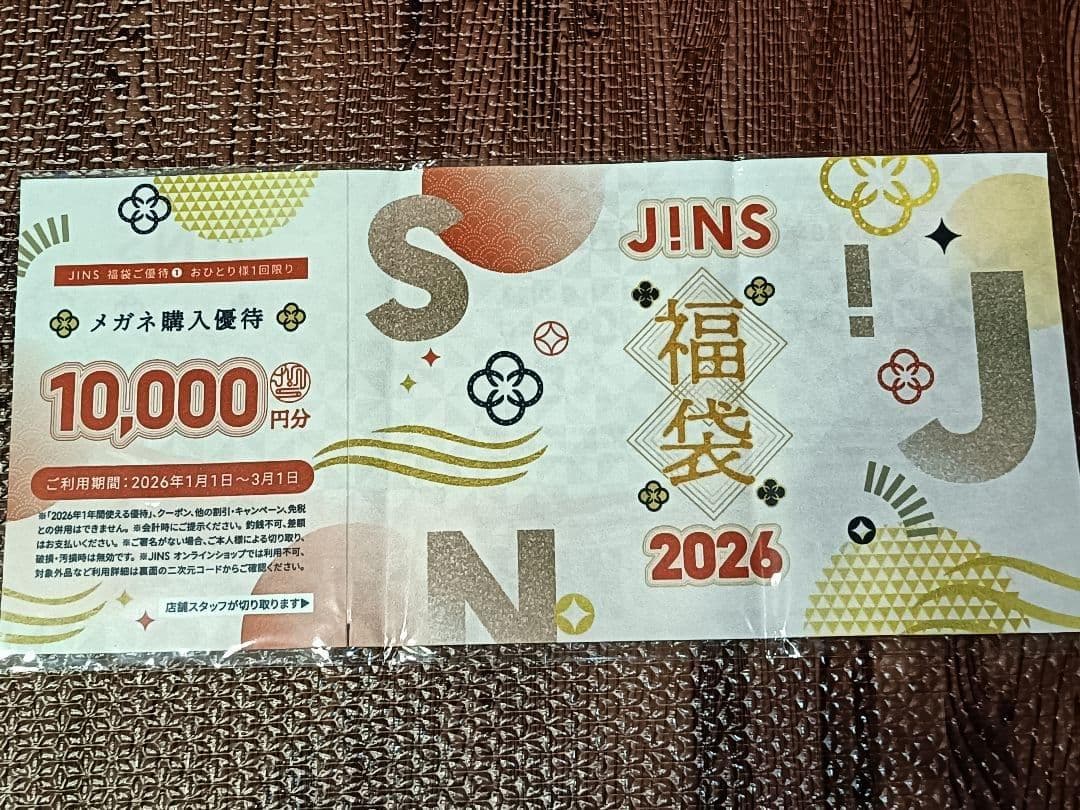 JINS 福袋ご優待❶ おひとり様1回限り
メガネ購入優待
10,000
円分
ご利用期間：2026年1月1日～3月1日
※「2026年1年間使える優待」、クーポン、他の割引・キャンペーン、免税
との併用はできません。※会計時にご提示ください。釣銭不可、差額
はお支払いください。※ご署名がない場合、ご本人様による切り取り、
破損・汚損時は無効です。※JINS オンラインショップでは利用不可、
対象外品など利用詳細は裏面の二次元コードからご確認ください。
店舗スタッフが切り取ります▶
S
N
J!NS
福
袋
2026
!
J